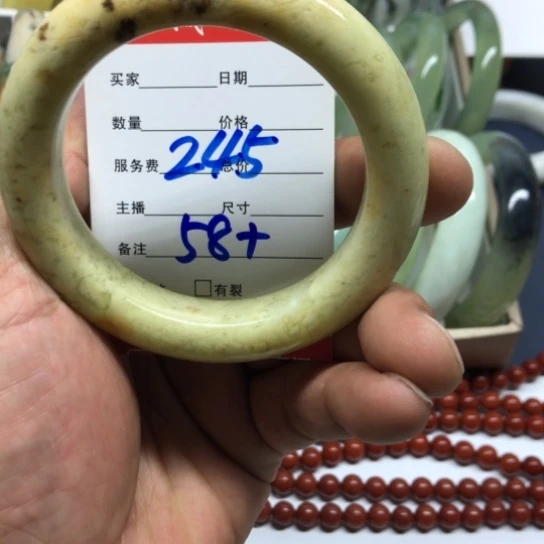 买家 日期
数量 价格
服务费 245 总价
主播 尺寸
备注 58+
□有裂